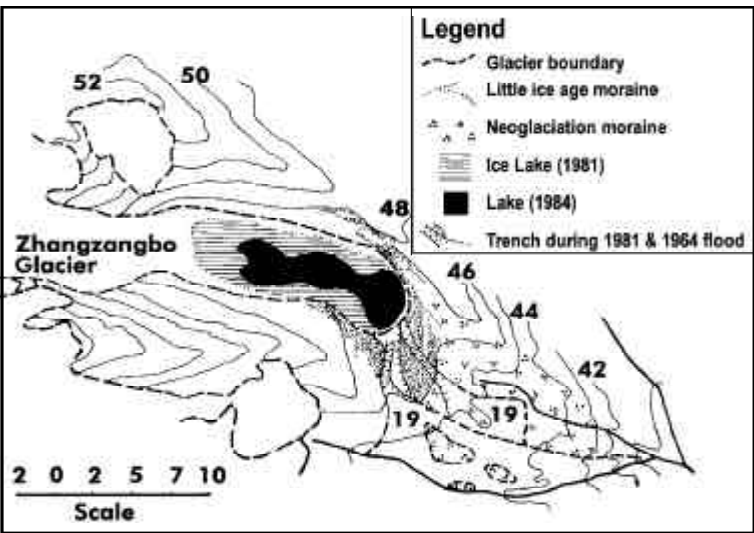 Legend
Glacier boundary
Little ice age moraine
Neoglaciation moraine
Ice Lake (1981)
Lake (1984)
Trench during 1981 & 1964 flood
52
50
48
Zhangzangbo
Glacier
46
44
42
19
19
2 0 2 5 7 10
Scale